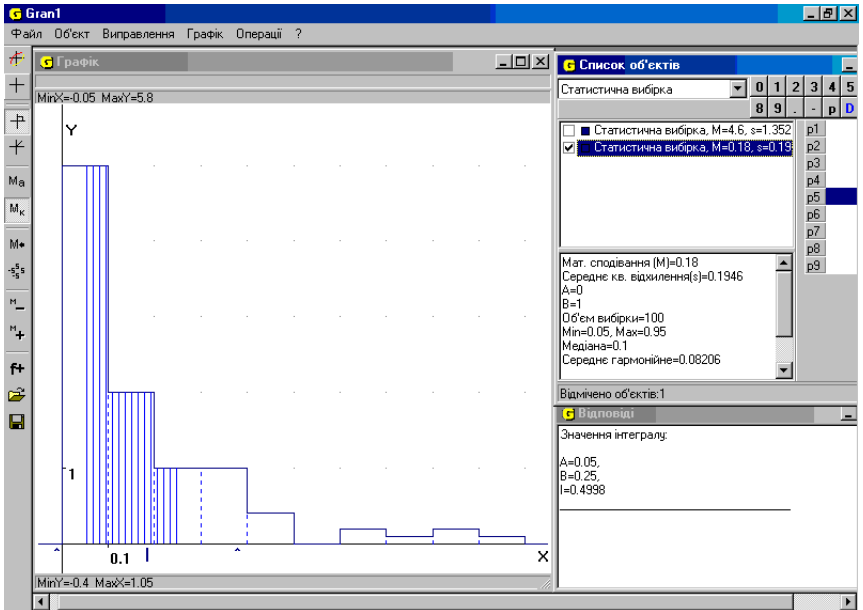 Gran1
Файл Об'єкт Виправлення Графік Операції ?
Графік
MinX=-0.05 MaxY=5.8
Y
1
0.1
X
MinY=-0.4 MaxX=1.05
Ma
Mк
M
-s s s
M
M
f+
Список об'єктів
Статистична вибірка
0 1 2 3 4 5
8 9 . - p D
Статистична вибірка, M=4.6, s=1.352
Статистична вибірка, M=0.18, s=0.19
p1
p2
p3
p4
p5
p6
p7
p8
p9
Мат. сподівання (M)=0.18
Середнє кв. відхилення(s)=0.1946
A=0
B=1
Об'єм вибірки=100
Min=0.05, Max=0.95
Медіана=0.1
Середнє гармонійне=0.08206
Відмічено об'єктів:1
Відповіді
Значення інтегралу:
A=0.05,
B=0.25,
I=0.4998